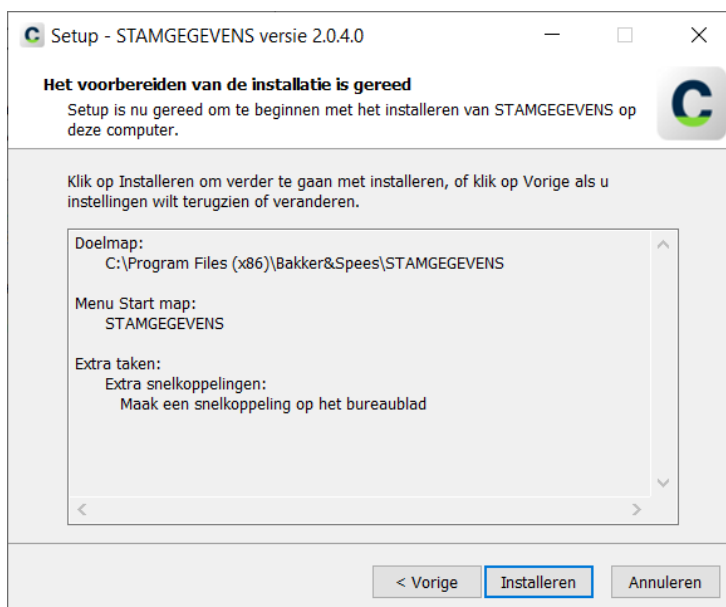 Setup - STAMGEGEVENS versie 2.0.4.0
Het voorbereiden van de installatie is gereed
Setup is nu gereed om te beginnen met het installeren van STAMGEGEVENS op
deze computer.
Klik op Installeren om verder te gaan met installeren, of klik op Vorige als u
instellingen wilt terugzien of veranderen.
Doelmap:
C:\Program Files (x86)\Bakker&Spees\STAMGEGEVENS
Menu Start map:
STAMGEGEVENS
Extra taken:
Extra snelkoppelingen:
Maak een snelkoppeling op het bureaublad
< Vorige
Installeren
Annuleren